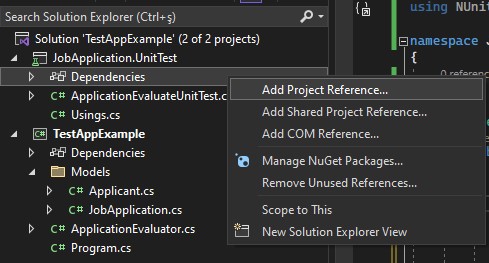 Search Solution Explorer (Ctrl+ş)
Solution 'TestAppExample' (2 of 2 projects)
JobApplication.UnitTest
Dependencies
ApplicationEvaluateUnitTest.c
Usings.cs
TestAppExample
Dependencies
Models
Applicant.cs
JobApplication.cs
ApplicationEvaluator.cs
Program.cs
Add Project Reference...
Add Shared Project Reference...
Add COM Reference...
Manage NuGet Packages...
Remove Unused References...
Scope to This
New Solution Explorer View
using NUni
namespace J
{
0 referenc